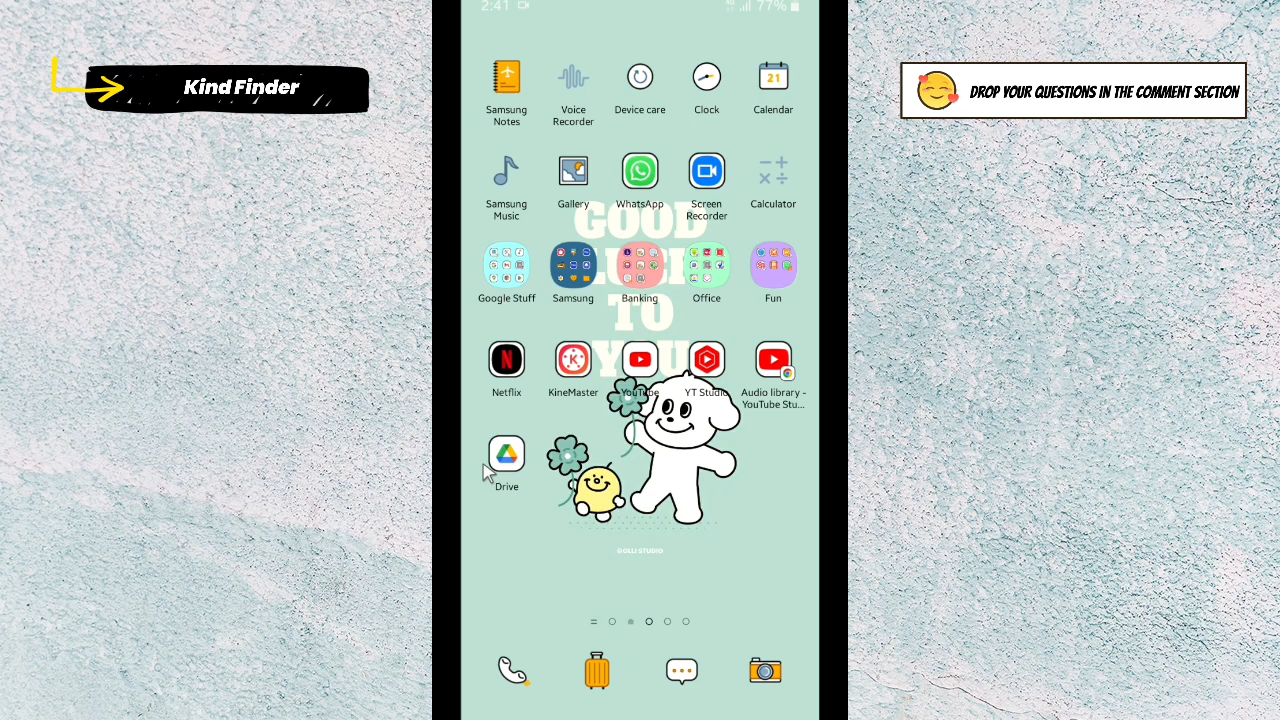 2:41
77%
Kind Finder
DROP YOUR QUESTIONS IN THE COMMENT SECTION
21
Samsung
Notes
Voice
Recorder
Device care
Clock
Calendar
Samsung
Music
Gallery
WhatsApp
Screen
Recorder
Calculator
GOOD
LUCK
TO
YOU
Google Stuff
Samsung
Banking
Office
Fun
N
K
Netflix
KineMaster
YouTube
YT Studio
Audio library -
YouTube Stu...
Drive
©OLLI STUDIO